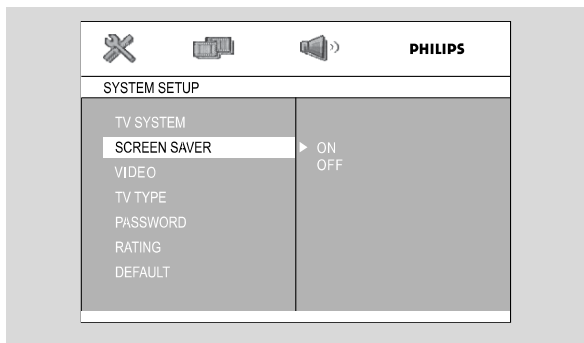 PHILIPS
SYSTEM SETUP
TV SYSTEM
SCREEN SAVER
ON
VIDEO
OFF
TV TYPE
PASSWORD
RATING
DEFAULT